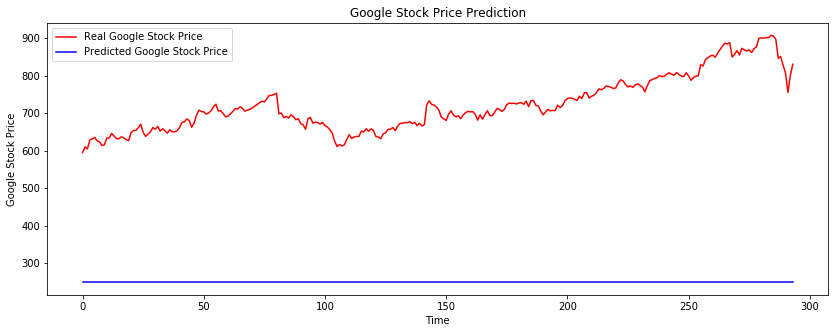 Google Stock Price Prediction
Real Google Stock Price
Predicted Google Stock Price
Google Stock Price
900
800
700
600
500
400
300
0 50 100 150 200 250 300
Time